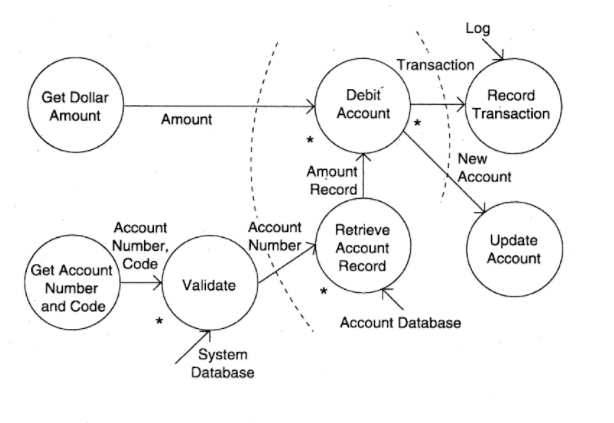 Log
Transaction
Get Dollar
Amount
Amount
Debit
Account
Record
Transaction
*
*
New
Account
Amount
Record
Account
Number,
Code
Account
Number
Get Account
Number
and Code
Validate
Retrieve
Account
Record
Update
Account
*
*
System
Database
Account Database